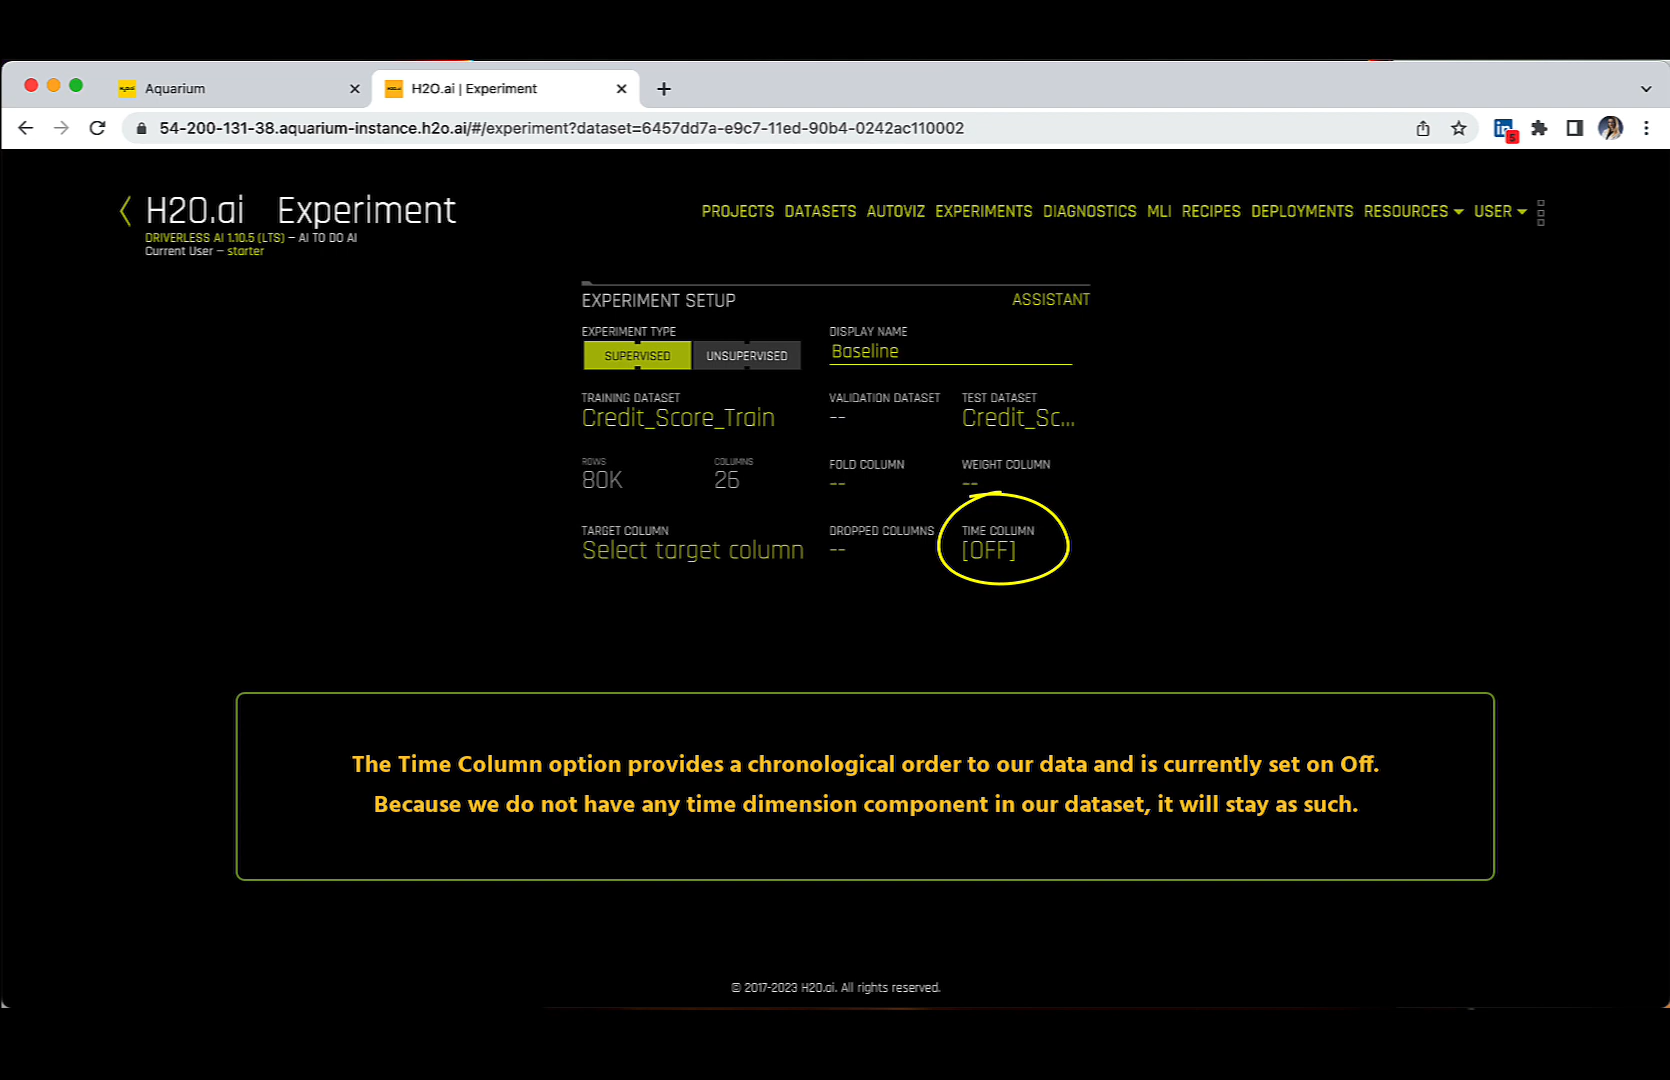 Aquarium
H2O.ai | Experiment
54-200-131-38.aquarium-instance.h2o.ai/#/experiment?dataset=6457dd7a-e9c7-11ed-90b4-0242ac110002
5
H2O.ai Experiment
PROJECTS DATASETS AUTOVIZ EXPERIMENTS DIAGNOSTICS MLI RECIPES DEPLOYMENTS RESOURCES USER
DRIVERLESS AI 1.10.5 (LTS) – AI TO DO AI
Current User – starter
EXPERIMENT SETUP ASSISTANT
EXPERIMENT TYPE DISPLAY NAME
SUPERVISED UNSUPERVISED Baseline
TRAINING DATASET VALIDATION DATASET TEST DATASET
Credit_Score_Train -- Credit_Sc...
ROWS COLUMNS FOLD COLUMN WEIGHT COLUMN
80K 26 -- --
TARGET COLUMN DROPPED COLUMNS TIME COLUMN
Select target column -- [OFF]
The Time Column option provides a chronological order to our data and is currently set on Off.
Because we do not have any time dimension component in our dataset, it will stay as such.
© 2017-2023 H2O.ai. All rights reserved.